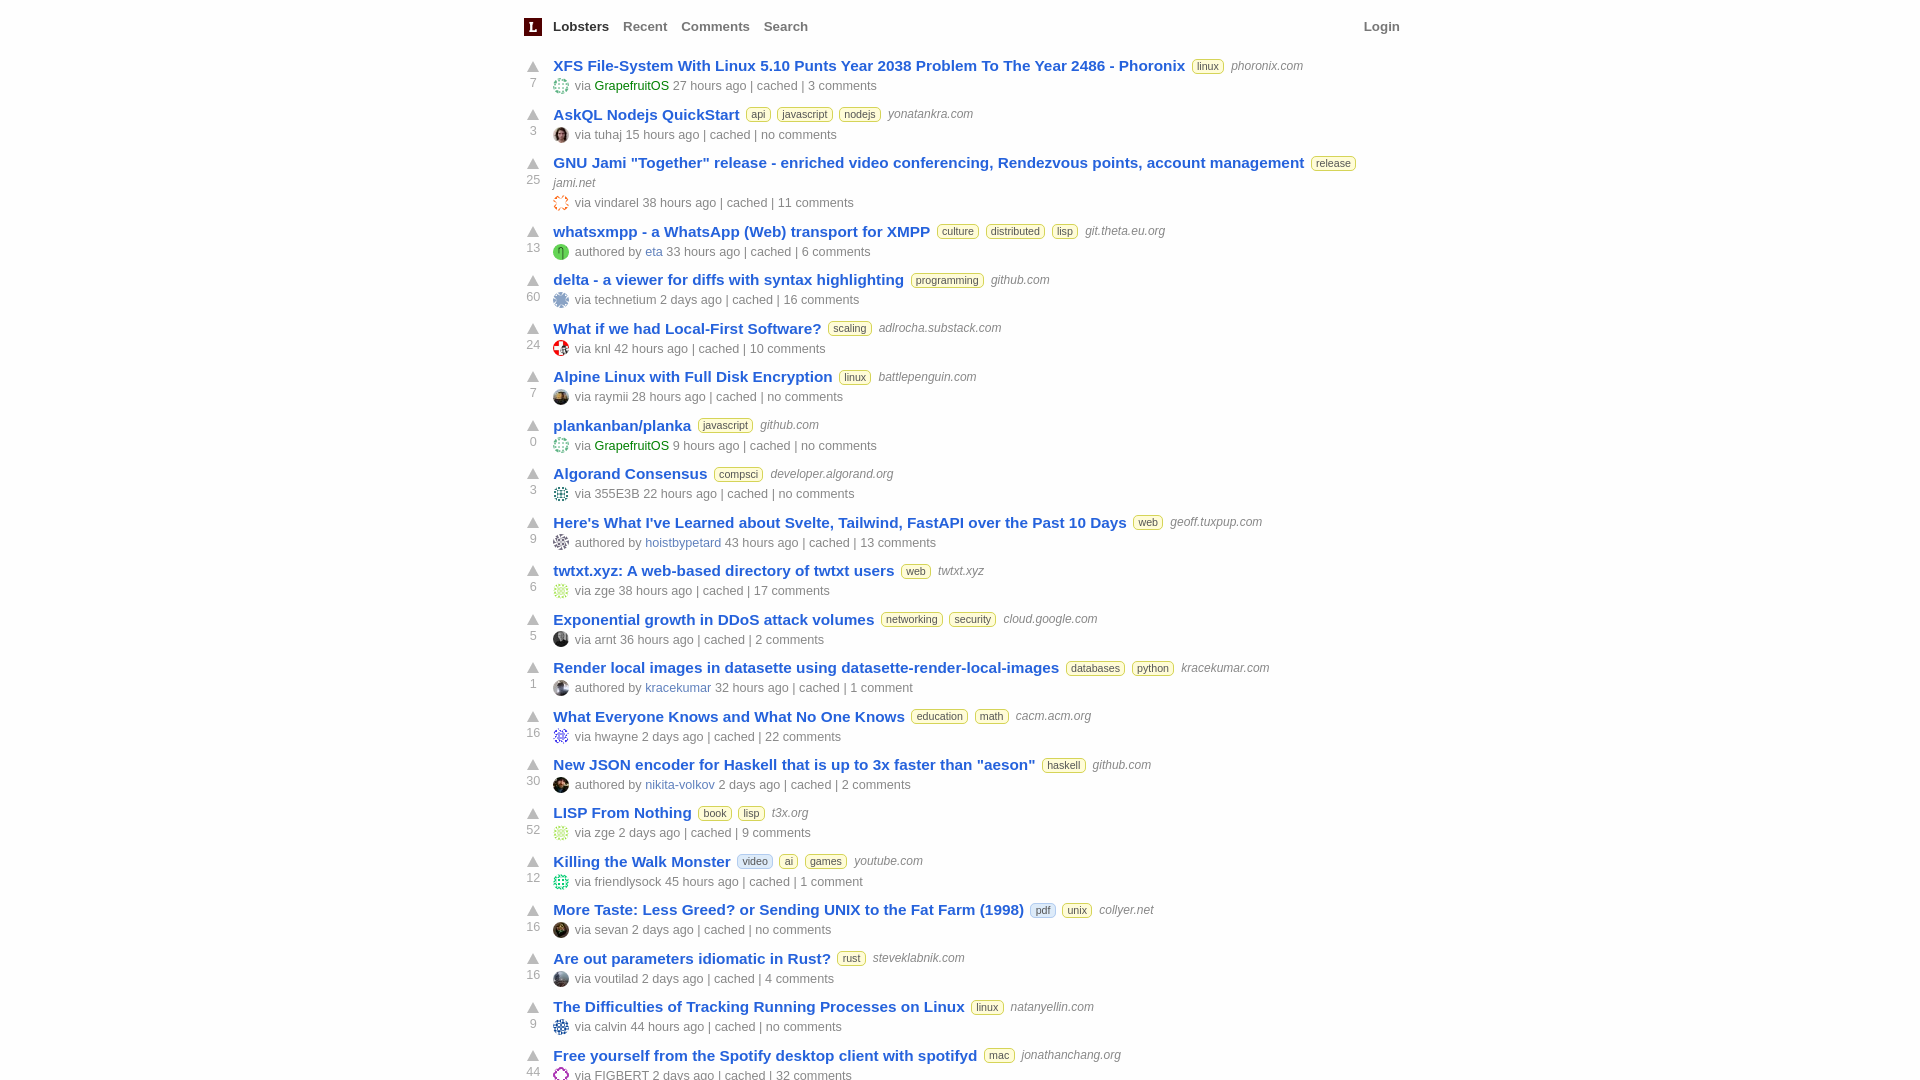 L Lobsters Recent Comments Search Login
XFS File-System With Linux 5.10 Punts Year 2038 Problem To The Year 2486 - Phoronix linux phoronix.com
7 via GrapefruitOS 27 hours ago | cached | 3 comments
AskQL Nodejs QuickStart api javascript nodejs yonatankra.com
3 via tuhaj 15 hours ago | cached | no comments
GNU Jami "Together" release - enriched video conferencing, Rendezvous points, account management release
25 jami.net
via vindarel 38 hours ago | cached | 11 comments
whatsxmpp - a WhatsApp (Web) transport for XMPP culture distributed lisp git.theta.eu.org
13 authored by eta 33 hours ago | cached | 6 comments
delta - a viewer for diffs with syntax highlighting programming github.com
60 via technetium 2 days ago | cached | 16 comments
What if we had Local-First Software? scaling adlrocha.substack.com
24 via knl 42 hours ago | cached | 10 comments
Alpine Linux with Full Disk Encryption linux battlepenguin.com
7 via raymii 28 hours ago | cached | no comments
plankanban/planka javascript github.com
0 via GrapefruitOS 9 hours ago | cached | no comments
Algorand Consensus compsci developer.algorand.org
3 via 355E3B 22 hours ago | cached | no comments
Here's What I've Learned about Svelte, Tailwind, FastAPI over the Past 10 Days web geoff.tuxpup.com
9 authored by hoistbypetard 43 hours ago | cached | 13 comments
twtxt.xyz: A web-based directory of twtxt users web twtxt.xyz
6 via zge 38 hours ago | cached | 17 comments
Exponential growth in DDoS attack volumes networking security cloud.google.com
5 via arnt 36 hours ago | cached | 2 comments
Render local images in datasette using datasette-render-local-images databases python kracekumar.com
1 authored by kracekumar 32 hours ago | cached | 1 comment
What Everyone Knows and What No One Knows education math cacm.acm.org
16 via hwayne 2 days ago | cached | 22 comments
New JSON encoder for Haskell that is up to 3x faster than "aeson" haskell github.com
30 authored by nikita-volkov 2 days ago | cached | 2 comments
LISP From Nothing book lisp t3x.org
52 via zge 2 days ago | cached | 9 comments
Killing the Walk Monster video ai games youtube.com
12 via friendlysock 45 hours ago | cached | 1 comment
More Taste: Less Greed? or Sending UNIX to the Fat Farm (1998) pdf unix collyer.net
16 via sevan 2 days ago | cached | no comments
Are out parameters idiomatic in Rust? rust steveklabnik.com
16 via voutilad 2 days ago | cached | 4 comments
The Difficulties of Tracking Running Processes on Linux linux natanyellin.com
9 via calvin 44 hours ago | cached | no comments
Free yourself from the Spotify desktop client with spotifyd mac jonathanchang.org
44 via FIGBERT 2 days ago | cached | 32 comments